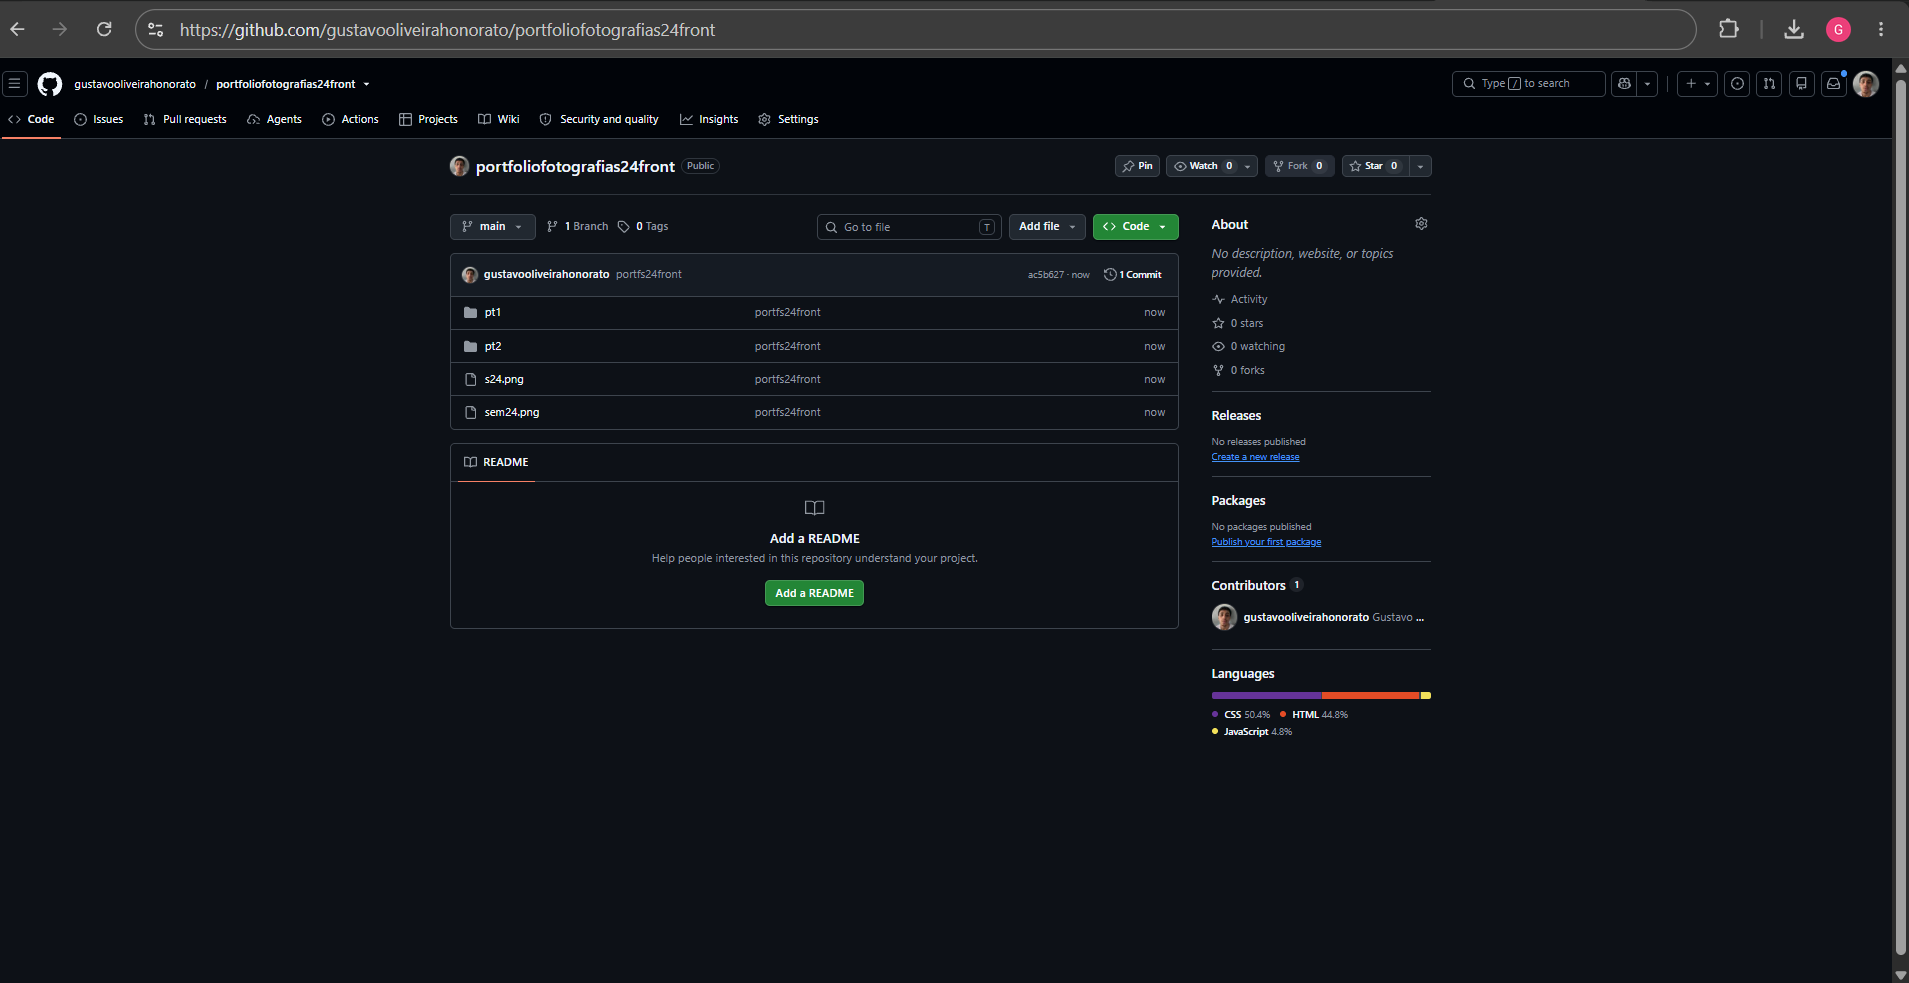 https://github.com/gustavooliveirahonorato/portfoliofotografias24front
G
gustavooliveirahonorato / portfoliofotografias24front
Type / to search
Code Issues Pull requests Agents Actions Projects Wiki Security and quality Insights Settings
portfoliofotografias24front Public
Pin Watch 0 Fork 0 Star 0
main 1 Branch 0 Tags Go to file T Add file Code
gustavooliveirahonorato portfs24front ac5b627 · now 1 Commit
pt1 portfs24front now
pt2 portfs24front now
s24.png portfs24front now
sem24.png portfs24front now
README
Add a README
Help people interested in this repository understand your project.
Add a README
About
No description, website, or topics
provided.
Activity
0 stars
0 watching
0 forks
Releases
No releases published
Create a new release
Packages
No packages published
Publish your first package
Contributors 1
gustavooliveirahonorato Gustavo ...
Languages
CSS 50.4% HTML 44.8%
JavaScript 4.8%